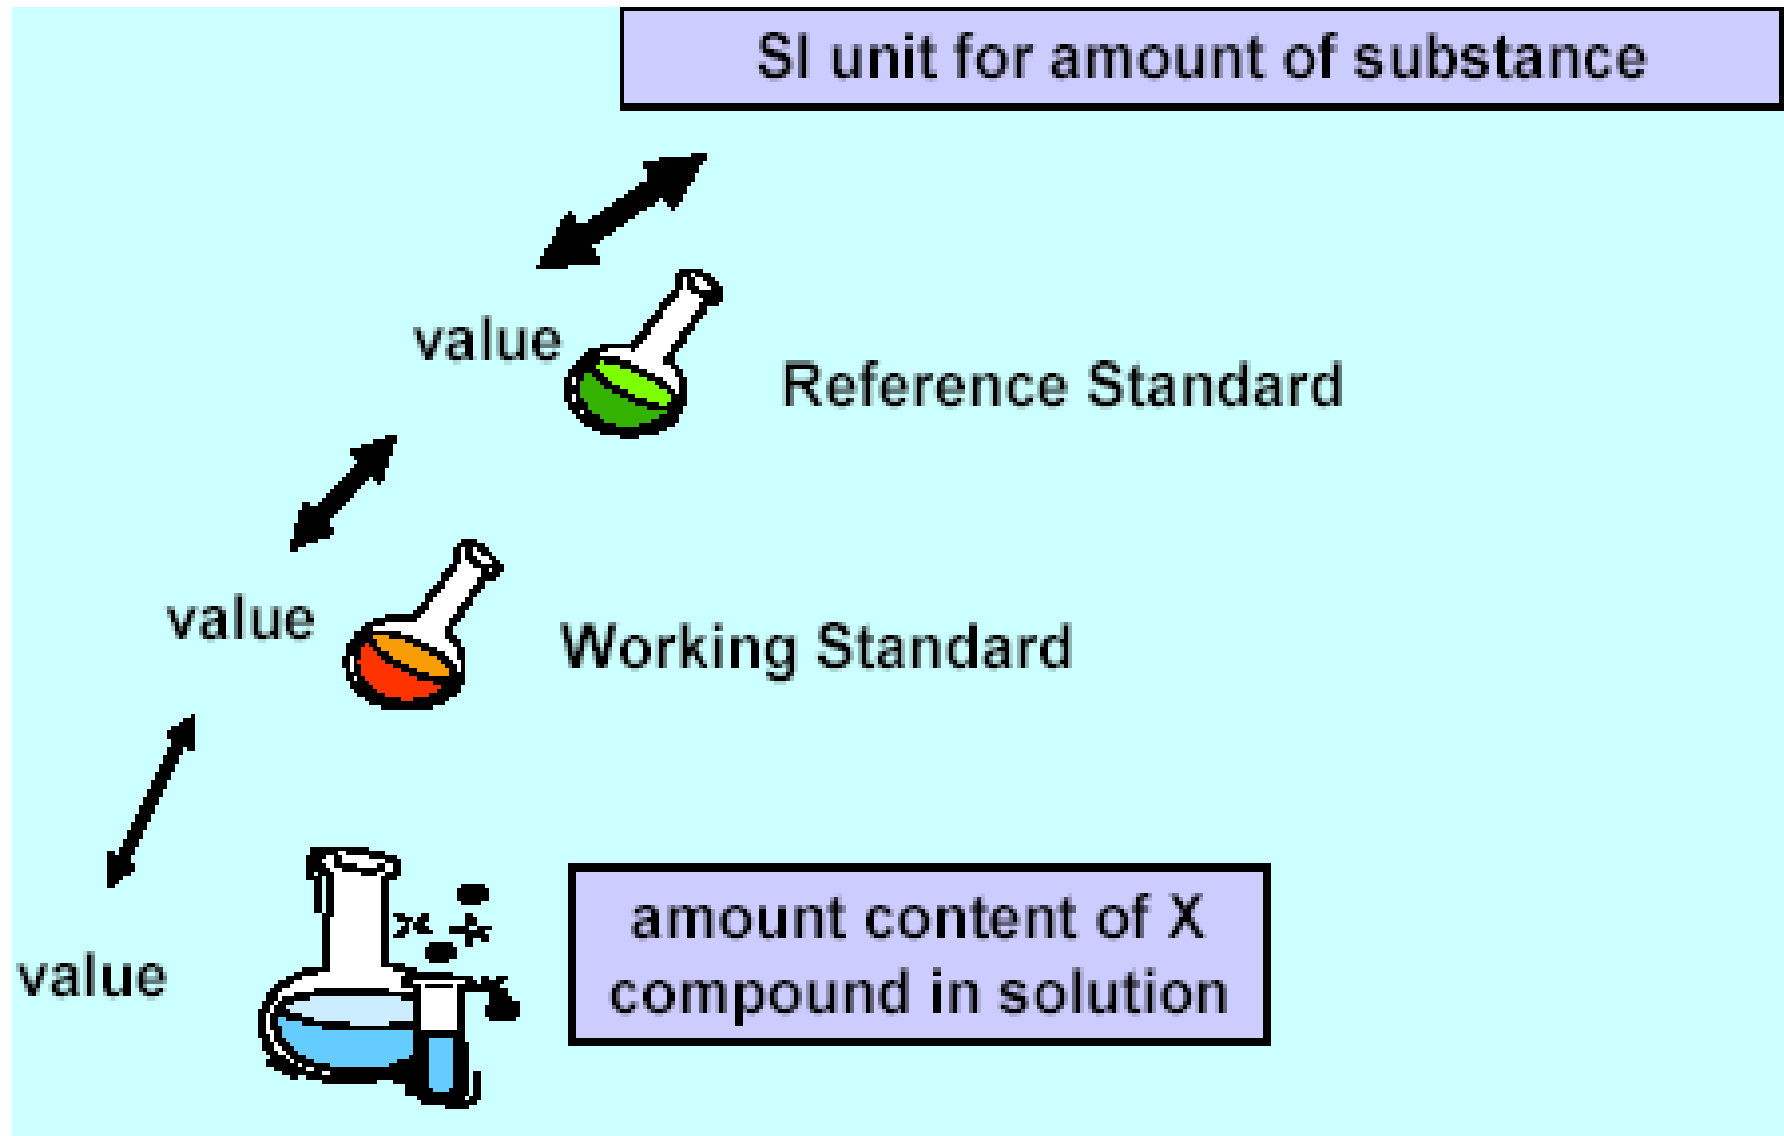 SI unit for amount of substance
value
Reference Standard
value
Working Standard
value
amount content of X
compound in solution